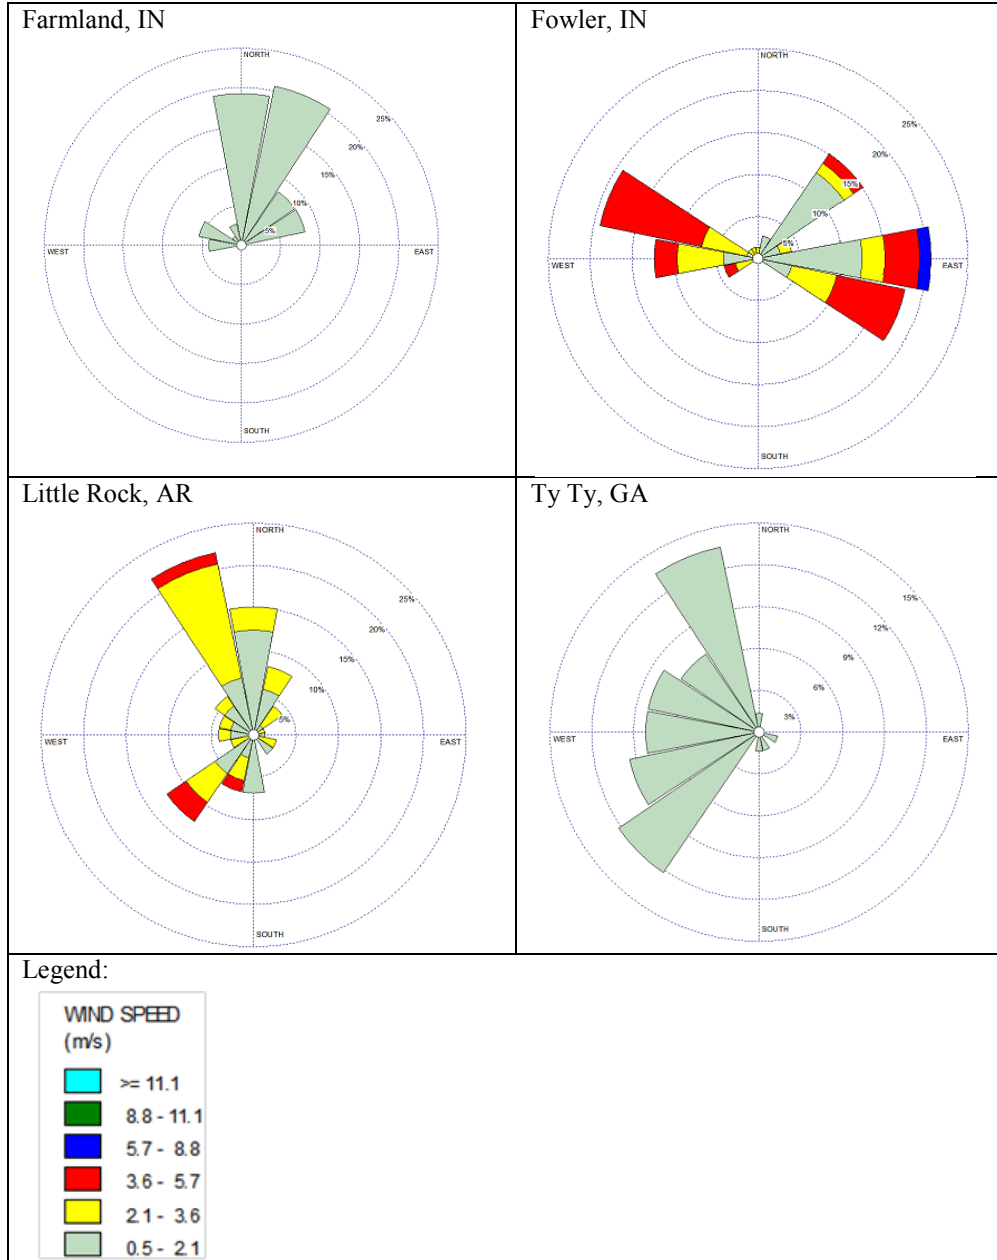 Farmland, IN
NORTH
25%
20%
15%
10%
5%
WEST
EAST
SOUTH
Fowler, IN
NORTH
25%
20%
15%
10%
5%
WEST
EAST
SOUTH
Little Rock, AR
NORTH
25%
20%
15%
10%
5%
WEST
EAST
SOUTH
Ty Ty, GA
NORTH
15%
12%
9%
6%
3%
WEST
EAST
SOUTH
Legend:
WIND SPEED
(m/s)
>= 11.1
8.8 - 11.1
5.7 - 8.8
3.6 - 5.7
2.1 - 3.6
0.5 - 2.1